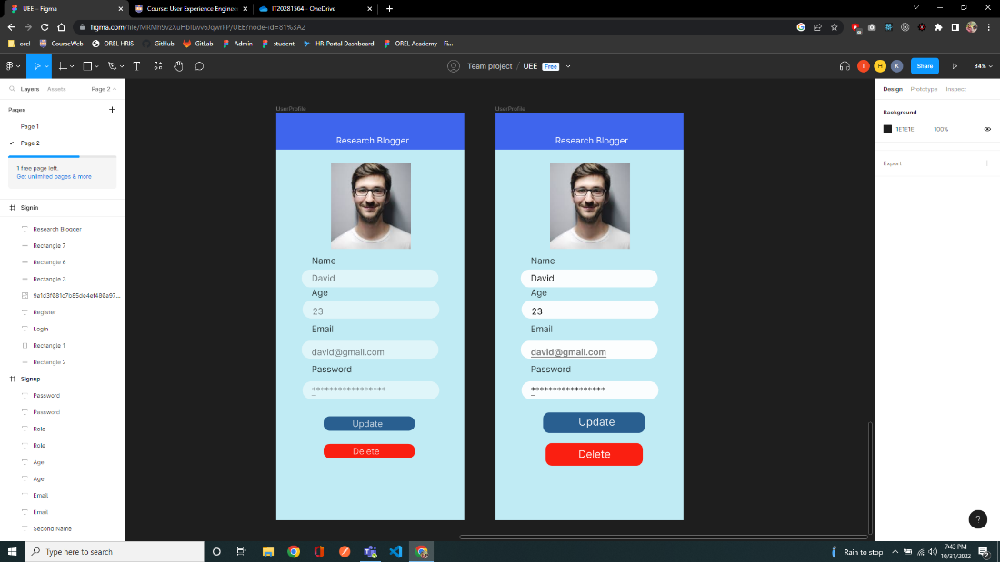 UEE – Figma
Course: User Experience Enginee
IT20281564 - OneDrive
figma.com/file/MRMh9vzXuHbILwv6JqwrFP/UEE?node-id=81%3A2
orel
CourseWeb
OREL HRIS
GitHub
GitLab
Admin
student
HR-Portal Dashboard
OREL Academy – Fi...
Team project / UEE Free
T
H
K
Share
84%
Layers
Assets
Page 2
Pages
Page 1
Page 2
1 free page left.
Get unlimited pages & more
Signin
Research Blogger
Rectangle 7
Rectangle 6
Rectangle 3
9a1d3f081c7b85de4ef480a97...
Register
Login
Rectangle 1
Rectangle 2
Signup
Password
Password
Role
Role
Age
Age
Email
Email
Second Name
UserProfile
Research Blogger
Name
David
Age
23
Email
david@gmail.com
Password
*****************
Update
Delete
UserProfile
Research Blogger
Name
David
Age
23
Email
david@gmail.com
Password
*****************
Update
Delete
Design
Prototype
Inspect
Background
1E1E1E
100%
Export
?
Type here to search
Rain to stop
7:43 PM
10/31/2022
2